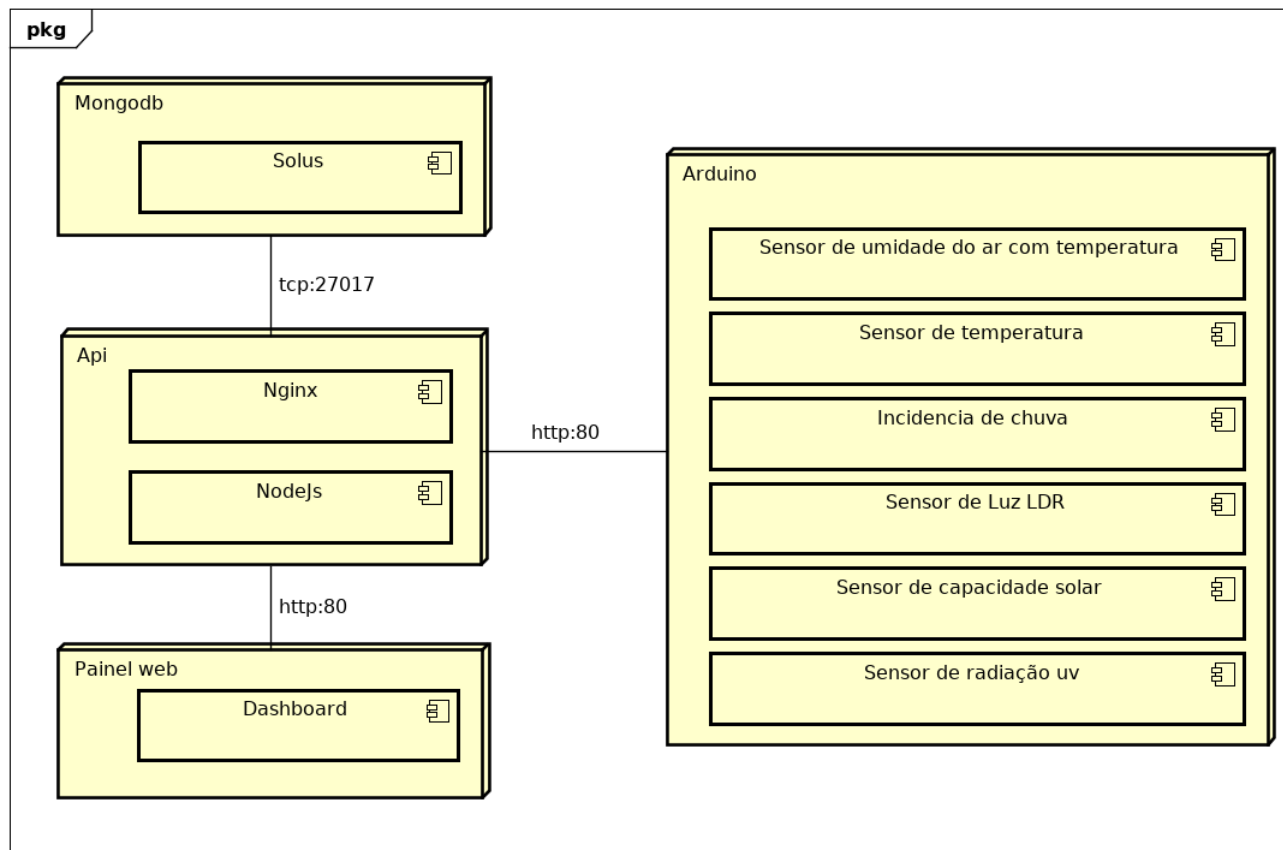 pkg
Mongodb
Solus
tcp:27017
Api
Nginx
NodeJs
http:80
Painel web
Dashboard
http:80
Arduino
Sensor de umidade do ar com temperatura
Sensor de temperatura
Incidencia de chuva
Sensor de Luz LDR
Sensor de capacidade solar
Sensor de radiação uv